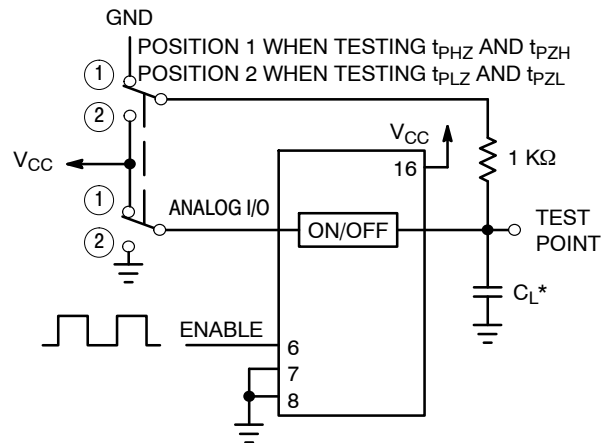 GND
POSITION 1 WHEN TESTING tPHZ AND tPZH
POSITION 2 WHEN TESTING tPLZ AND tPZL
1
2
VCC
VCC
16
1 KΩ
1
2
ANALOG I/O
ON/OFF
TEST
POINT
CL*
ENABLE
6
7
8